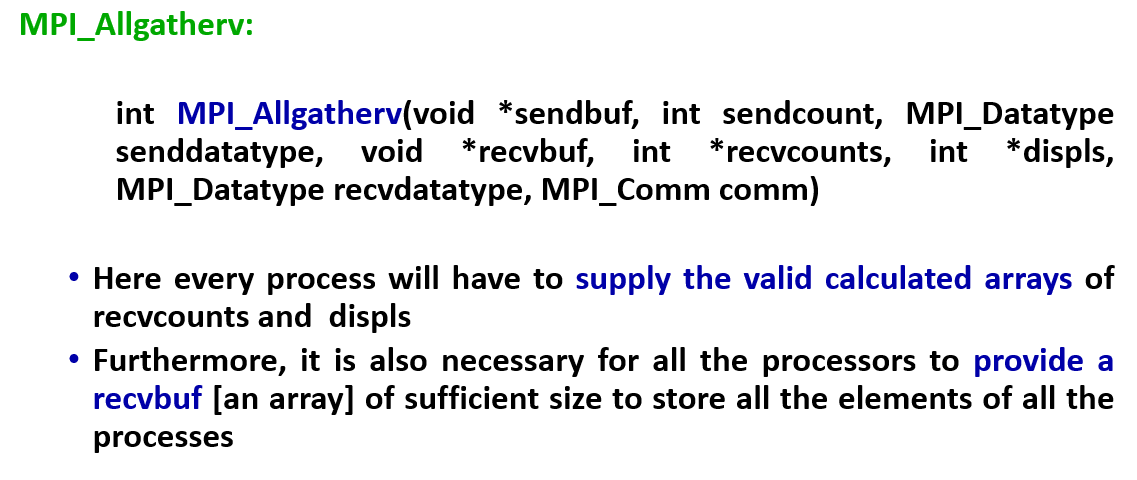 MPI_Allgatherv:
int MPI_Allgatherv(void *sendbuf, int sendcount, MPI_Datatype
senddatatype, void *recvbuf, int *recvcounts, int *displs,
MPI_Datatype recvdatatype, MPI_Comm comm)
• Here every process will have to supply the valid calculated arrays of
recvcounts and displs
• Furthermore, it is also necessary for all the processors to provide a
recvbuf [an array] of sufficient size to store all the elements of all the
processes